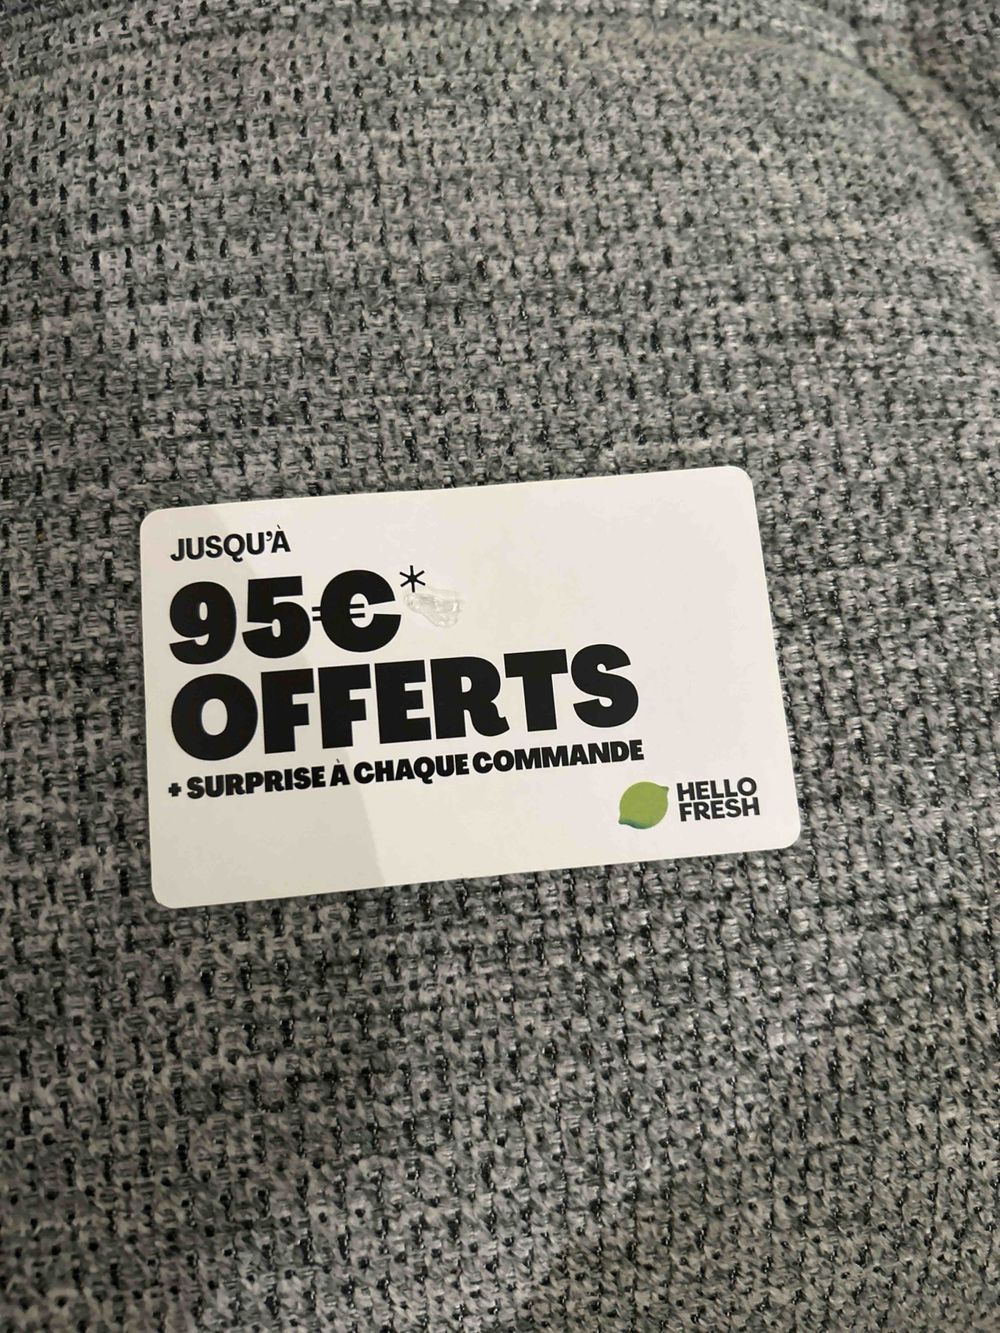 JUSQU'À
95€*
OFFERTS
+ SURPRISE À CHAQUE COMMANDE
HELLO
FRESH